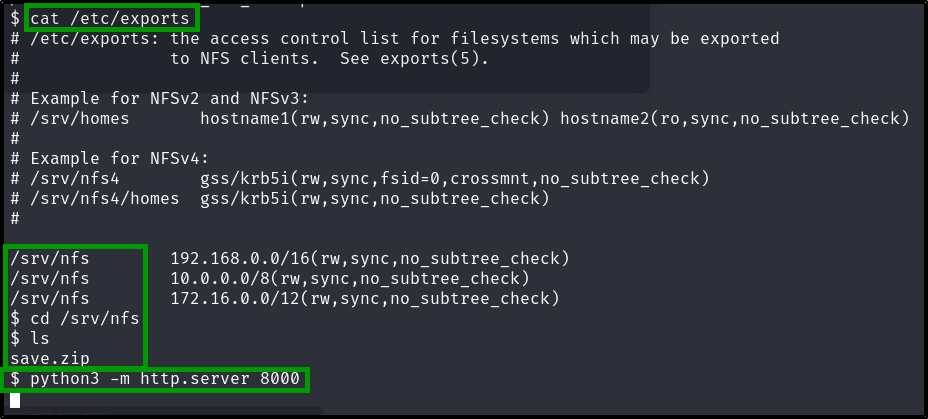 $ cat /etc/exports
# /etc/exports: the access control list for filesystems which may be exported
#               to NFS clients.  See exports(5).
#
# Example for NFSv2 and NFSv3:
# /srv/homes       hostname1(rw,sync,no_subtree_check) hostname2(ro,sync,no_subtree_check)
#
# Example for NFSv4:
# /srv/nfs4        gss/krb5i(rw,sync,fsid=0,crossmnt,no_subtree_check)
# /srv/nfs4/homes  gss/krb5i(rw,sync,no_subtree_check)
#
/srv/nfs        192.168.0.0/16(rw,sync,no_subtree_check)
/srv/nfs        10.0.0.0/8(rw,sync,no_subtree_check)
/srv/nfs        172.16.0.0/12(rw,sync,no_subtree_check)
$ cd /srv/nfs
$ ls
save.zip
$ python3 -m http.server 8000